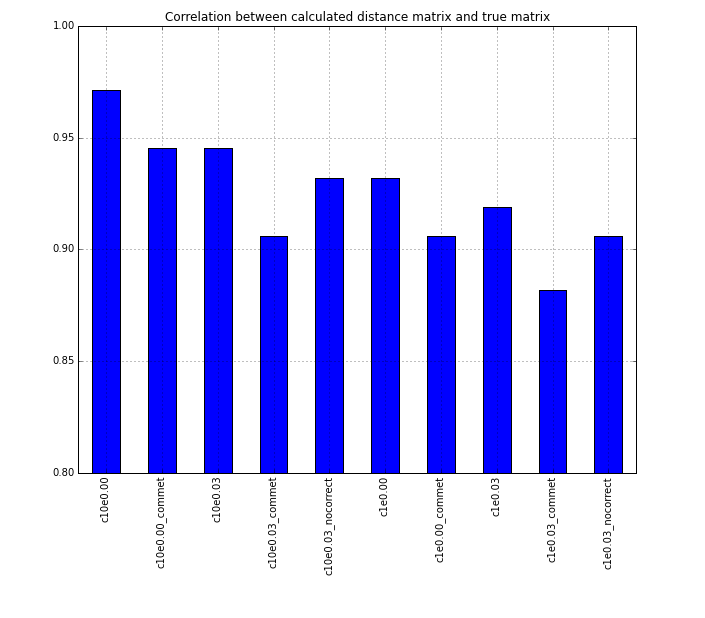 Correlation between calculated distance matrix and true matrix
1.00
0.95
0.90
0.85
0.80
c10e0.00
c10e0.00_commet
c10e0.03
c10e0.03_commet
c10e0.03_nocorrect
c1e0.00
c1e0.00_commet
c1e0.03
c1e0.03_commet
c1e0.03_nocorrect